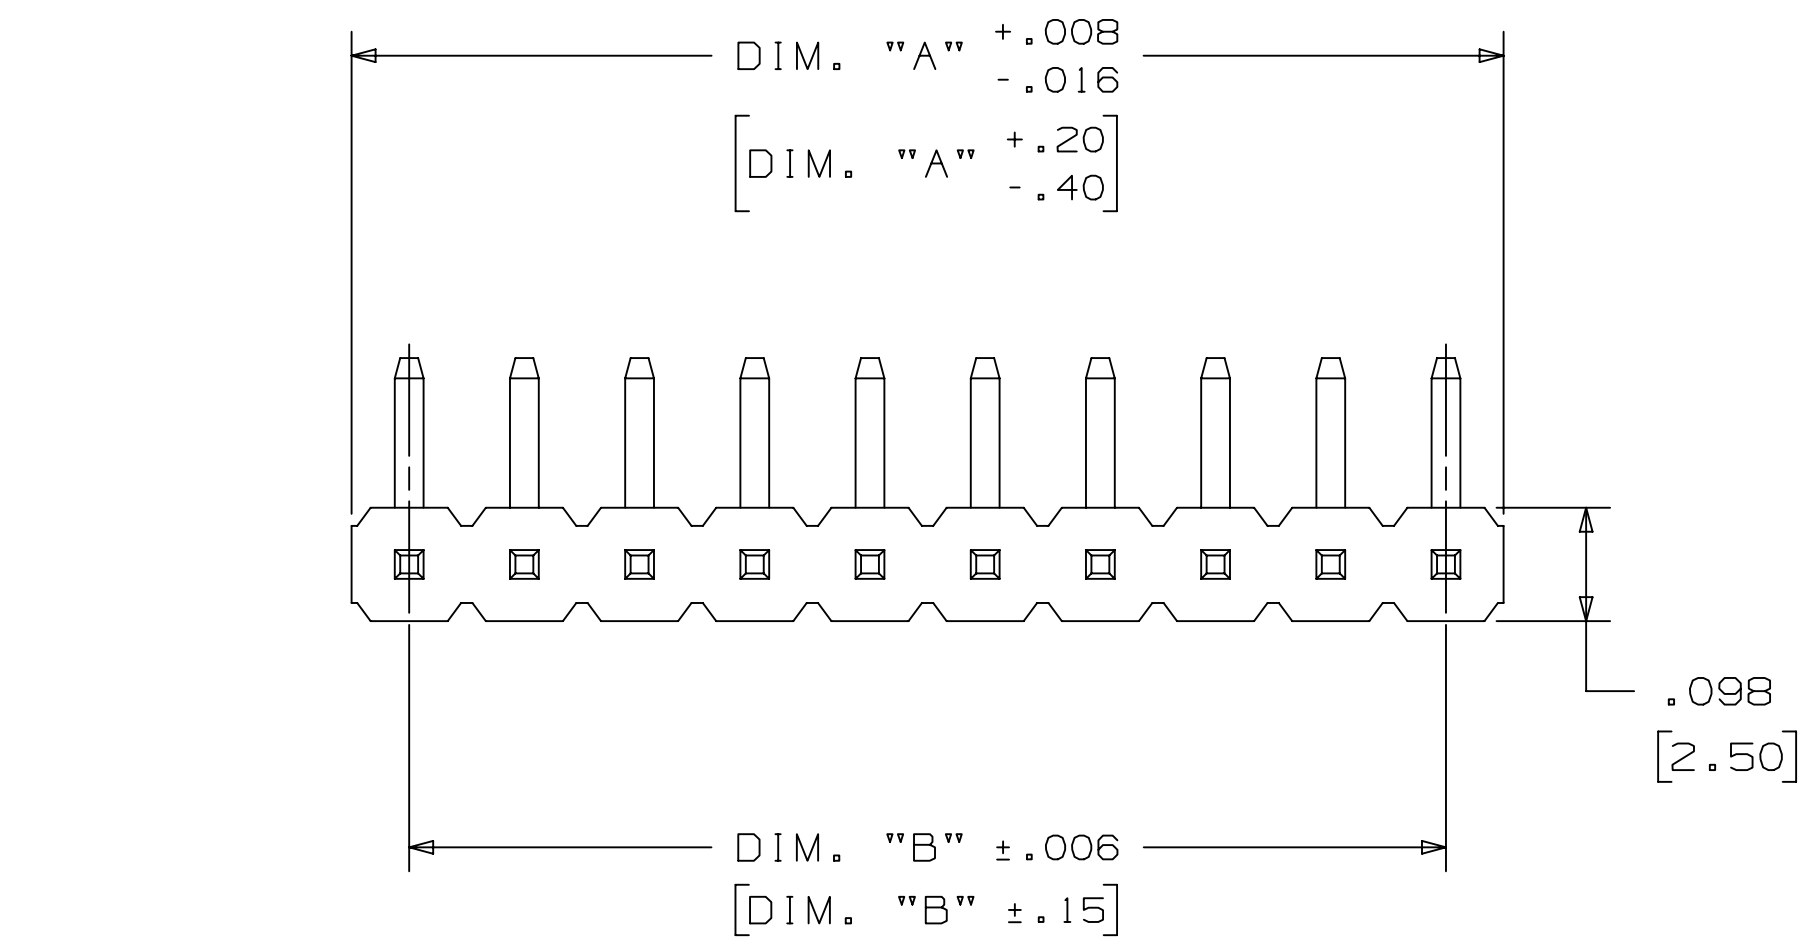 DIM. "A" +.008
-.016
[DIM. "A" +.20
-.40]
.098
[2.50]
DIM. "B" ±.006
[DIM. "B" ±.15]